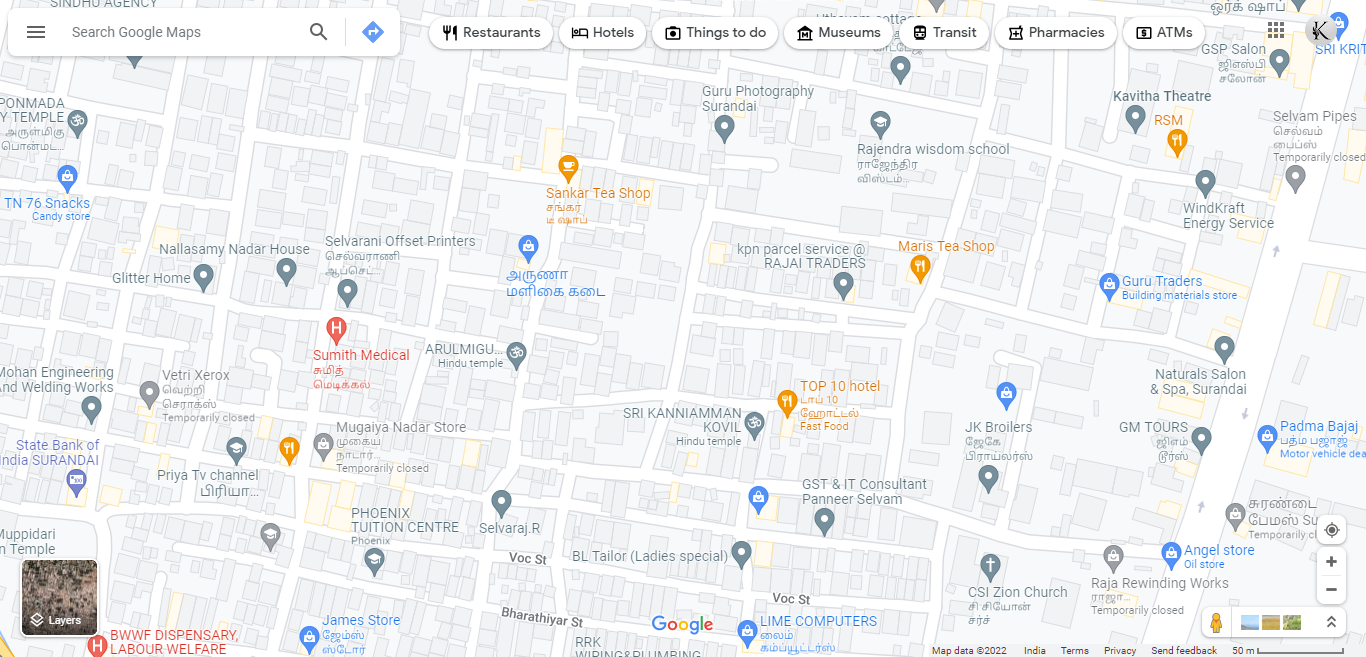 SINDHU AGENCY
Search Google Maps
Restaurants
Hotels
Things to do
Museums
Transit
Pharmacies
ATMs
GSP Salon
ஜிஎஸ்பி
சலோன்
SRI KRIT
PONMADA
Y TEMPLE
அருள்மிகு
பொன்மட...
Guru Photography
Surandai
Kavitha Theatre
RSM
Selvam Pipes
செல்வம்
பைப்ஸ்
Temporarily closed
Rajendra wisdom school
ராஜேந்திர
விஸ்டம்...
TN 76 Snacks
Candy store
Sankar Tea Shop
சங்கர்
டீ ஷாப்
WindKraft
Energy Service
Nallasamy Nadar House
Selvarani Offset Printers
செல்வராணி
ஆப்செட்...
Glitter Home
அருணா
மளிகை கடை
kpn parcel service @
RAJAI TRADERS
Maris Tea Shop
Guru Traders
Building materials store
Sumith Medical
சுமித்
மெடிக்கல்
ARULMIGU...
Hindu temple
Mohan Engineering
And Welding Works
Vetri Xerox
வெற்றி
செராக்ஸ்
Temporarily closed
Naturals Salon
& Spa, Surandai
TOP 10 hotel
டாப் 10
ஹோட்டல்
Fast Food
SRI KANNIAMMAN
KOVIL
Hindu temple
Mugaiya Nadar Store
முகைய
நாடார்...
Temporarily closed
State Bank of
India SURANDAI
Priya Tv channel
பிரியா...
JK Broilers
ஜேகே
பிராய்லர்ஸ்
GM TOURS
ஜிஎம்
டூர்ஸ்
Padma Bajaj
பத்ம பஜாஜ்
Motor vehicle dea
GST & IT Consultant
Panneer Selvam
PHOENIX
TUITION CENTRE
Phoenix
Selvaraj.R
சுரண்டை
பேமஸ் Su
Temporarily cl
Muppidari
n Temple
Voc St
BL Tailor (Ladies special)
Angel store
Oil store
CSI Zion Church
சி சி சியோன்
சர்ச்
Raja Rewinding Works
ராஜா...
Temporarily closed
Voc St
Bharathiyar St
Layers
James Store
ஜேம்ஸ்
ஸ்டோர்
BWWF DISPENSARY,
LABOUR WELFARE
Google
LIME COMPUTERS
லைம்
கம்ப்யூட்டர்ஸ்
RRK
WIRING&PLUMBING
Map data ©2022
India
Terms
Privacy
Send feedback
50 m